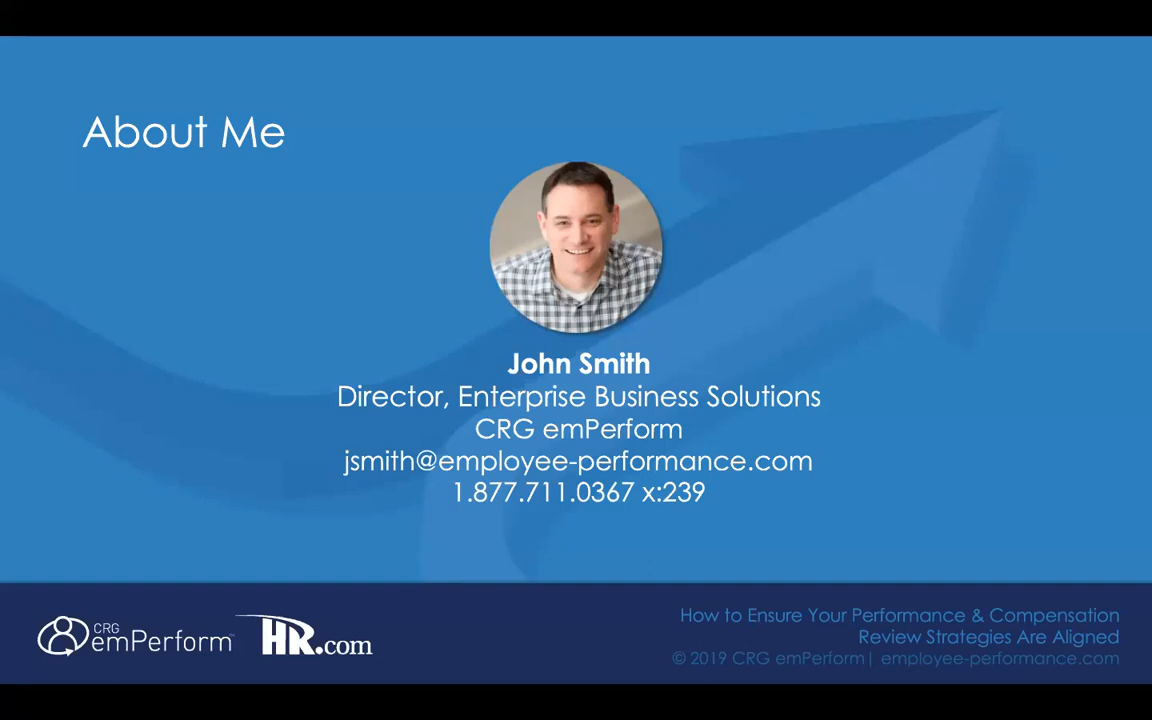 About Me
John Smith
Director, Enterprise Business Solutions
CRG emPerform
jsmith@employee-performance.com
1.877.711.0367 x:239
CRG
emPerform™
HR.com
How to Ensure Your Performance & Compensation
Review Strategies Are Aligned
© 2019 CRG emPerform| employee-performance.com